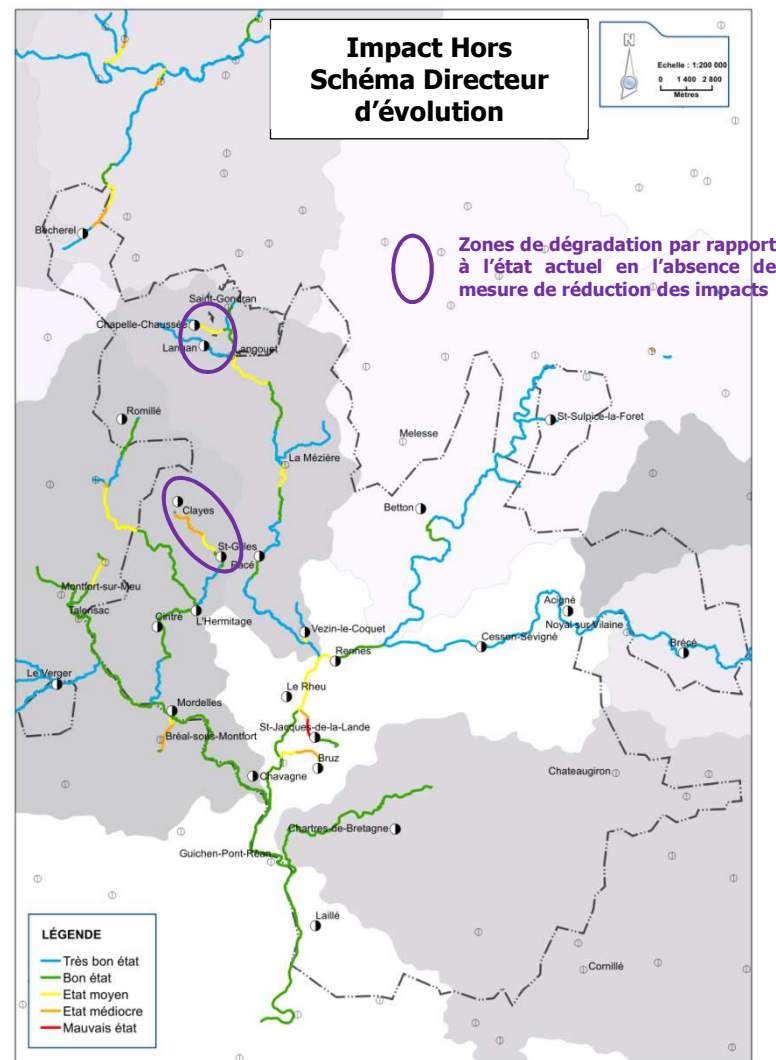 Impact Hors
Schéma Directeur
d'évolution
N
Echelle : 1:200 000
0 1 400 2 800
Mètres
Zones de dégradation par rapport
à l'état actuel en l'absence de
mesure de réduction des impacts
Bécherel
Saint-Gondran
Chapelle-Chaussée
Langan
Langouet
Romillé
St-Sulpice-la-Foret
Melesse
La Mézière
Betton
Clayes
St-Gilles
Pacé
Montfort-sur-Meu
Talensac
L'Hermitage
Cintré
Vezin-le-Coquet
Rennes
Acigné
Noyal sur Vilaine
Cesson-Sévigné
Brécé
Le Verger
Le Rheu
Mordelles
St-Jacques-de-la-Lande
Bréal-sous-Montfort
Bruz
Chavagne
Chateaugiron
Chartres-de-Bretagne
Guichen-Pont-Réan
Laillé
Cornillé
LÉGENDE
Très bon état
Bon état
Etat moyen
Etat médiocre
Mauvais état